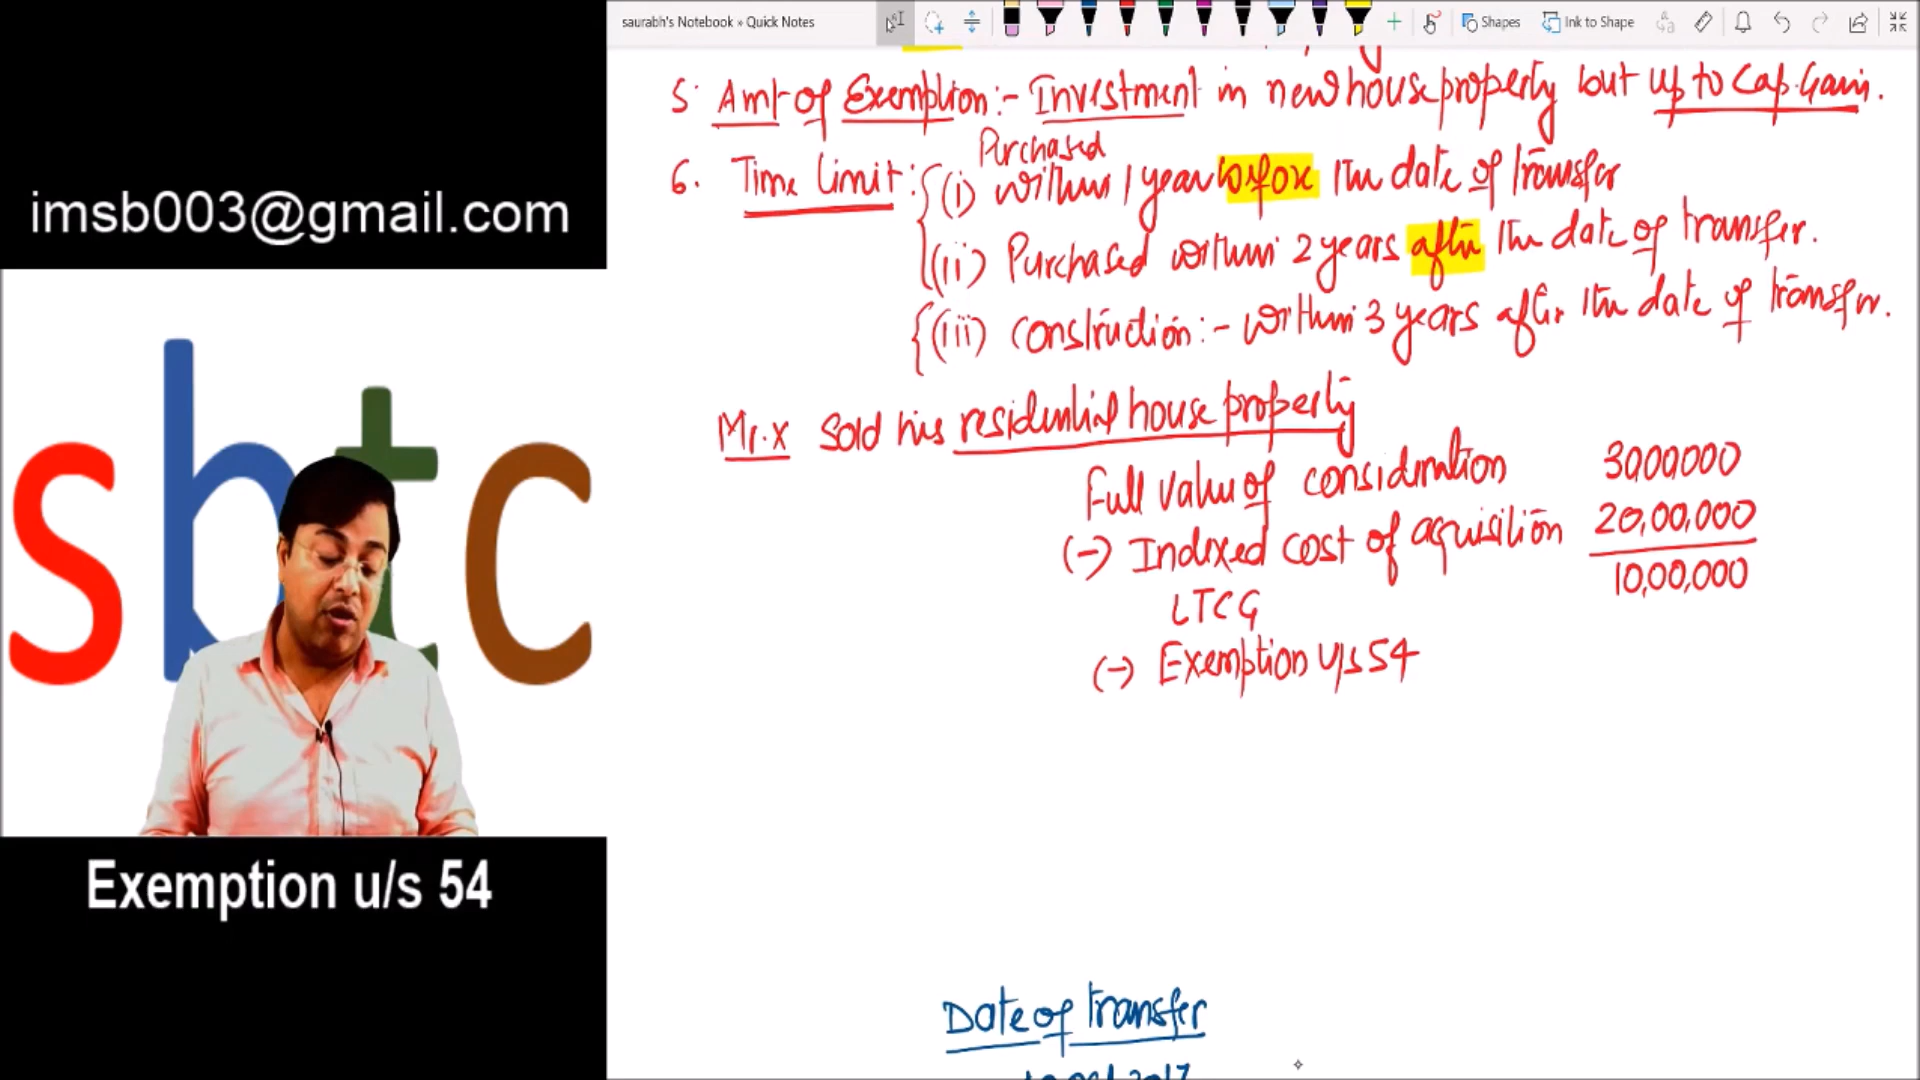 saurabh's Notebook » Quick Notes
Shapes
Ink to Shape
5. Amt of Exemption:- Investment in new house property but up to Cap. Gain.
Purchased
6. Time Limit: (i) within 1 year before the date of transfer
(ii) Purchased within 2 years after the date of transfer.
(iii) Construction:- within 3 years after the date of transfer.
Mr. X sold his residential house property
Full value of consideration 3000000
(-) Indexed cost of acquisition 20,00,000
10,00,000
LTCG
(-) Exemption u/s 54
Date of transfer
2017
imsb003@gmail.com
sbtc
Exemption u/s 54